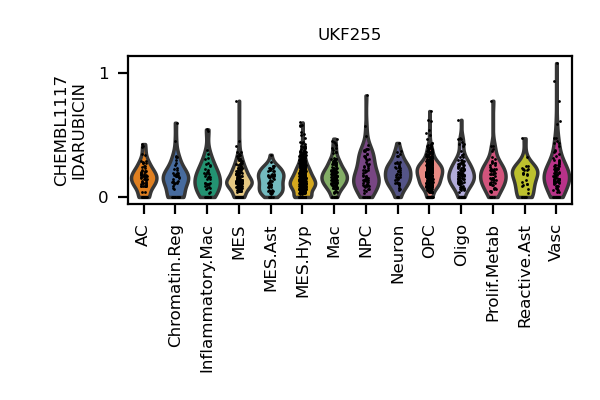 UKF255
CHEMBL1117
IDARUBICIN
1
0
AC
Chromatin.Reg
Inflammatory.Mac
MES
MES.Ast
MES.Hyp
Mac
NPC
Neuron
OPC
Oligo
Prolif.Metab
Reactive.Ast
Vasc